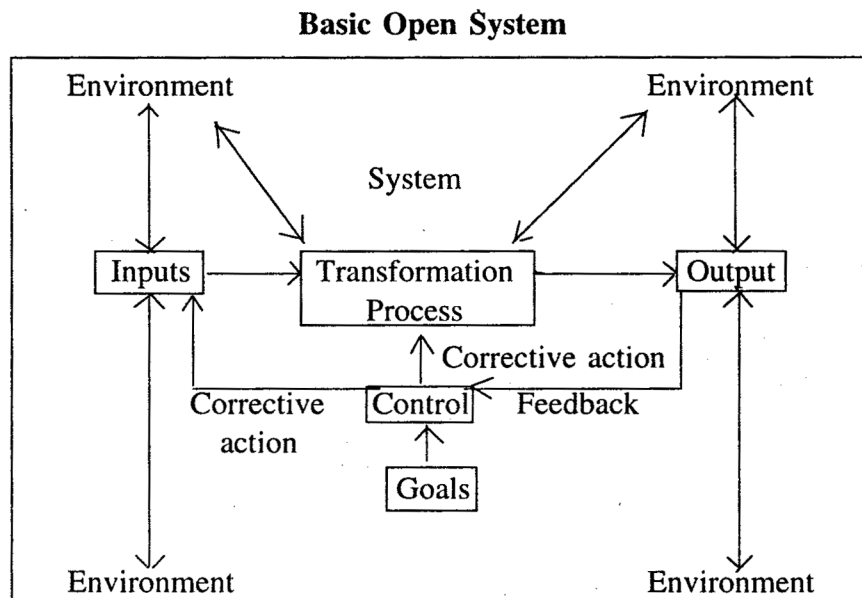 Basic Open System
Environment
Environment
System
Inputs
Transformation
Process
Output
Corrective action
Corrective
action
Control
Feedback
Goals
Environment
Environment